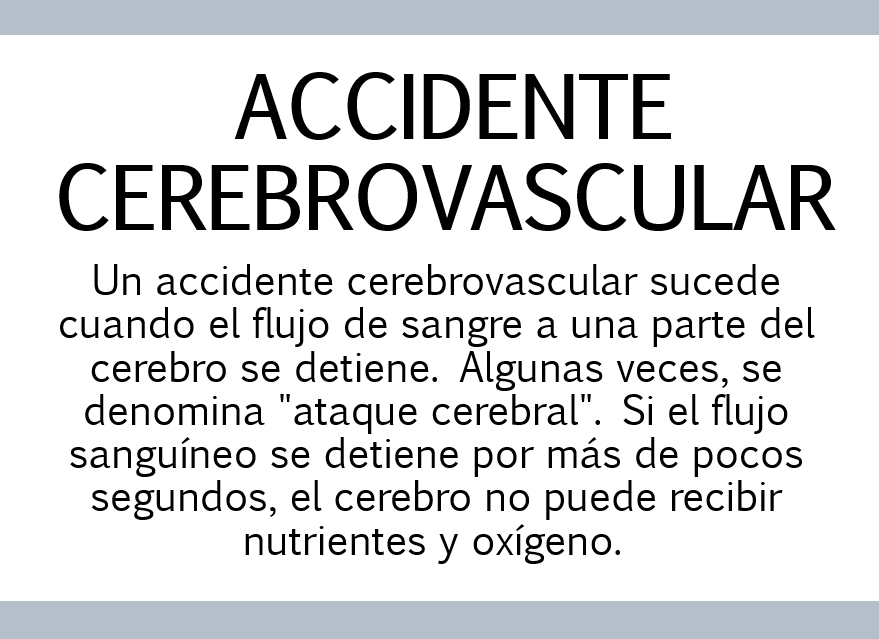 ACCIDENTE
CEREBROVASCULAR
Un accidente cerebrovascular sucede
cuando el flujo de sangre a una parte del
cerebro se detiene. Algunas veces, se
denomina "ataque cerebral". Si el flujo
sanguíneo se detiene por más de pocos
segundos, el cerebro no puede recibir
nutrientes y oxígeno.